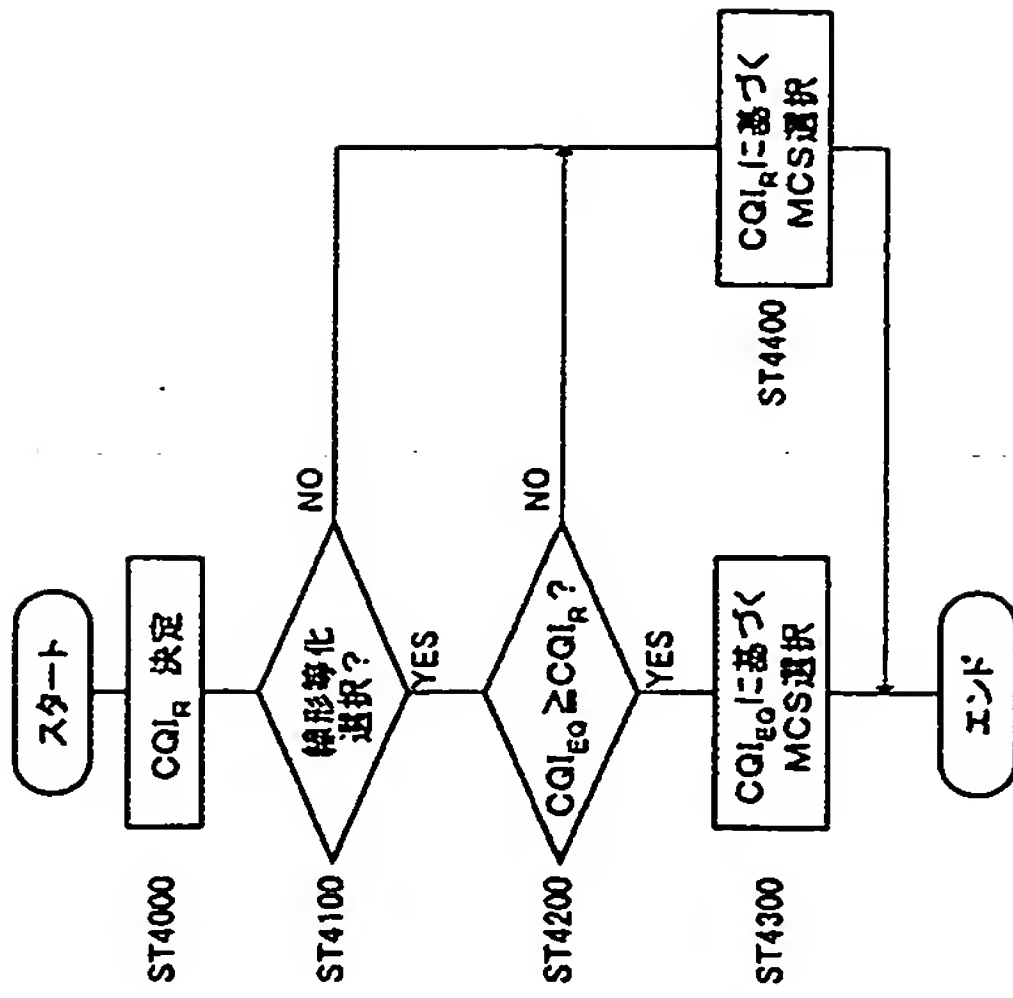 スタート
ST4000
CQI_R 決定
ST4100
線形等化
選択?
NO
YES
ST4200
CQI_EQ≧CQI_R?
NO
YES
ST4300
CQI_EQに基づく
MCS選択
ST4400
CQI_Rに基づく
MCS選択
エンド